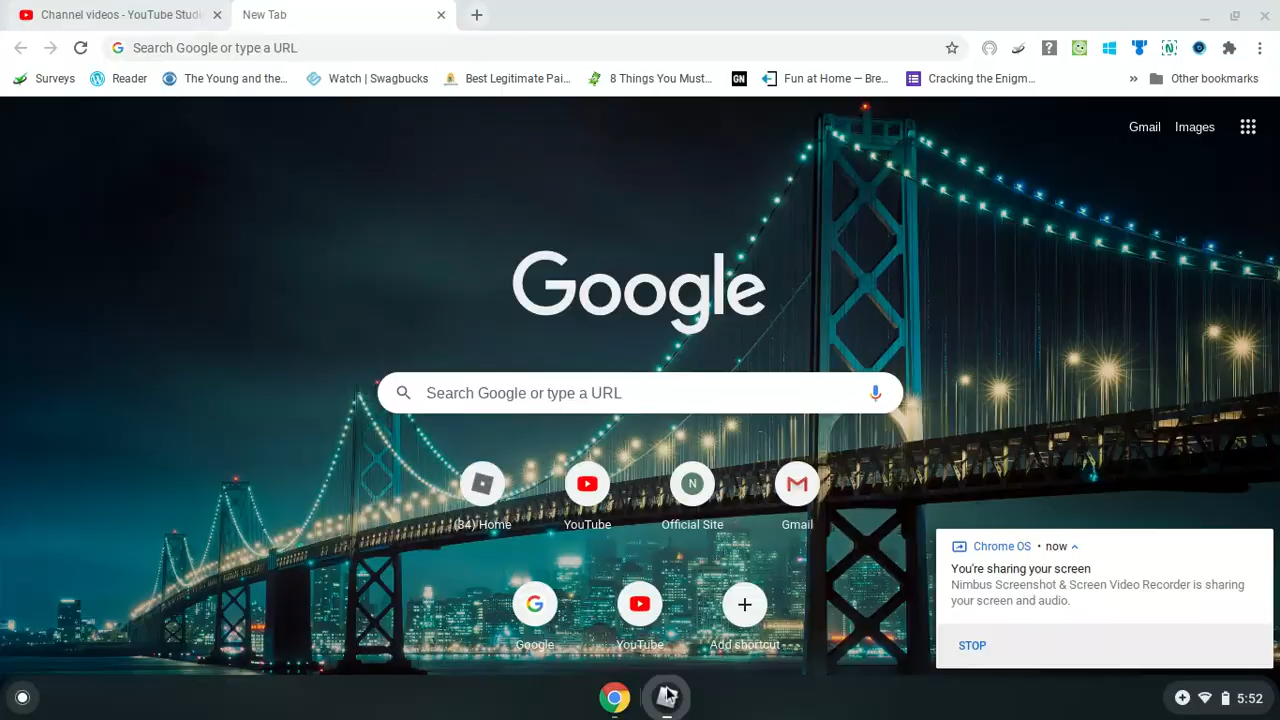 Channel videos - YouTube Studi
New Tab
Search Google or type a URL
Surveys
Reader
The Young and the...
Watch | Swagbucks
Best Legitimate Pai...
8 Things You Must...
GN
Fun at Home — Bre...
Cracking the Enigm...
»
Other bookmarks
Gmail
Images
Google
Search Google or type a URL
(34) Home
YouTube
N
Official Site
Gmail
Chrome OS • now
You're sharing your screen
Nimbus Screenshot & Screen Video Recorder is sharing
your screen and audio.
STOP
Google
YouTube
Add shortcut
5:52